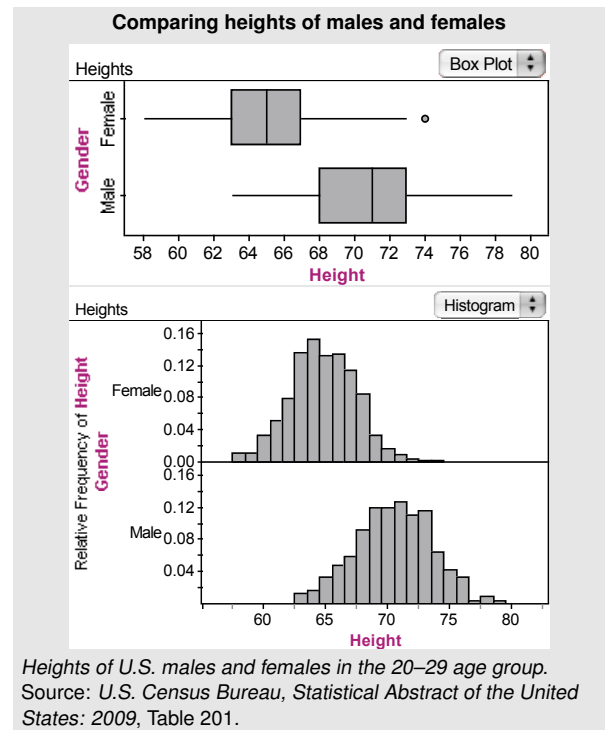 Comparing heights of males and females
Heights
Box Plot
Gender
Female
Male
58 60 62 64 66 68 70 72 74 76 78 80
Height
Heights
Histogram
Relative Frequency of Height
Gender
Female
0.16
0.12
0.08
0.04
0.00
Male
0.16
0.12
0.08
0.04
60 65 70 75 80
Height
Heights of U.S. males and females in the 20–29 age group.
Source: U.S. Census Bureau, Statistical Abstract of the United
States: 2009, Table 201.